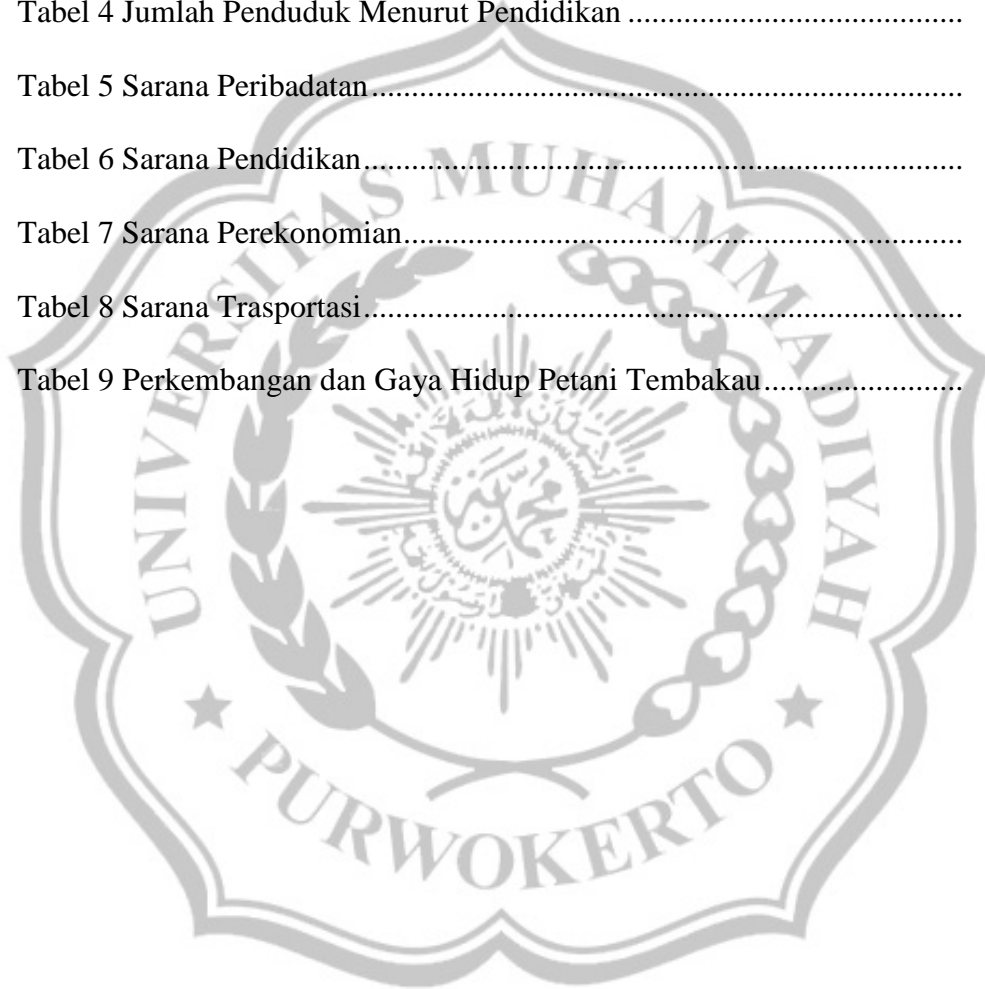 Tabel 4 Jumlah Penduduk Menurut Pendidikan ..........................................
Tabel 5 Sarana Peribadatan...........................................................................
Tabel 6 Sarana Pendidikan............................................................................
Tabel 7 Sarana Perekonomian.......................................................................
Tabel 8 Sarana Trasportasi............................................................................
Tabel 9 Perkembangan dan Gaya Hidup Petani Tembakau.........................
UNIVERSITAS MUHAMMADIYAH
PURWOKERTO